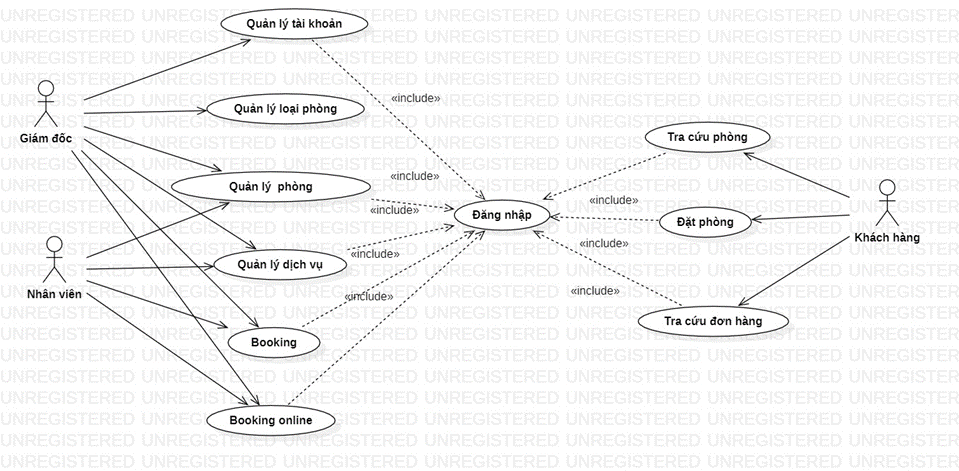 Quản lý tài khoản
«include»
Quản lý loại phòng
Giám đốc
Tra cứu phòng
«include»
Quản lý  phòng
«include»
«include»
Đăng nhập
Đặt phòng
Khách hàng
«include»
«include»
Quản lý dịch vụ
Nhân viên
«include»
«include»
Tra cứu đơn hàng
Booking
Booking online
UNREGISTERED